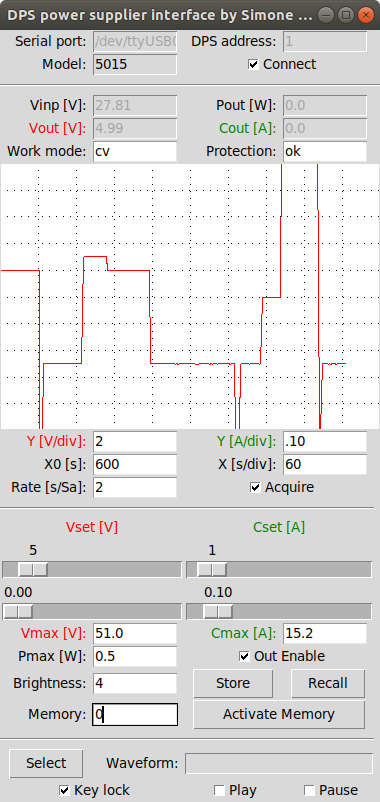 DPS power supplier interface by Simone ...
Serial port: /dev/ttyUSB0 DPS address: 1
Model: 5015 Connect
Vinp [V]: 27.81 Pout [W]: 0.0
Vout [V]: 4.99 Cout [A]: 0.0
Work mode: cv Protection: ok
Y [V/div]: 2 Y [A/div]: .10
X0 [s]: 600 X [s/div]: 60
Rate [s/Sa]: 2 Acquire
Vset [V] Cset [A]
5 1
0.00 0.10
Vmax [V]: 51.0 Cmax [A]: 15.2
Pmax [W]: 0.5 Out Enable
Brightness: 4 Store Recall
Memory: 0 Activate Memory
Select Waveform:
Key lock Play Pause